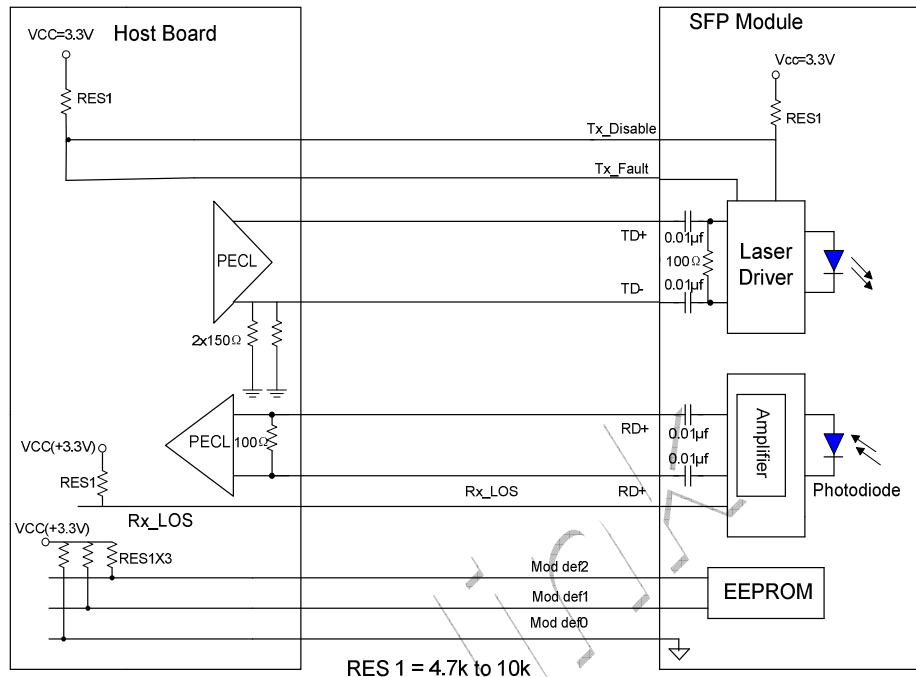 Host Board
SFP Module
VCC=3.3V
Vcc=3.3V
RES1
RES1
Tx_Disable
Tx_Fault
PECL
TD+
0.01µf
100Ω
0.01µf
TD-
Laser
Driver
2x150Ω
PECL
100Ω
RD+
0.01µf
0.01µf
RD+
Amplifier
Photodiode
VCC(+3.3V)
RES1
Rx_LOS
Rx_LOS
VCC(+3.3V)
RES1X3
Mod def2
Mod def1
Mod def0
EEPROM
RES 1 = 4.7k to 10k